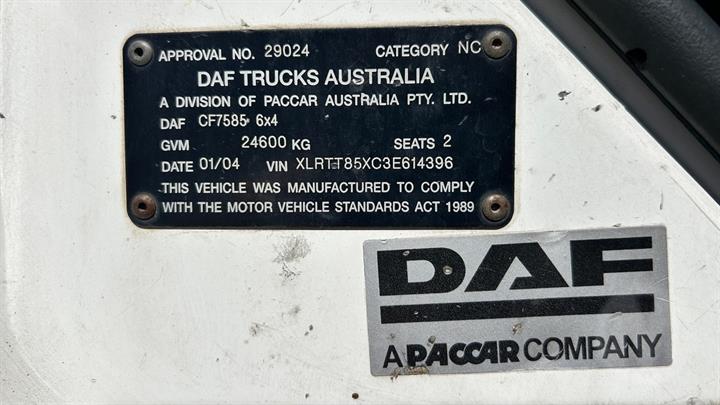 APPROVAL NO. 29024 CATEGORY NC
DAF TRUCKS AUSTRALIA
A DIVISION OF PACCAR AUSTRALIA PTY. LTD.
DAF CF7585 6x4
GVM 24600 KG SEATS 2
DATE 01/04 VIN XLRTT85XC3E614396
THIS VEHICLE WAS MANUFACTURED TO COMPLY
WITH THE MOTOR VEHICLE STANDARDS ACT 1989
DAF
A PACCAR COMPANY